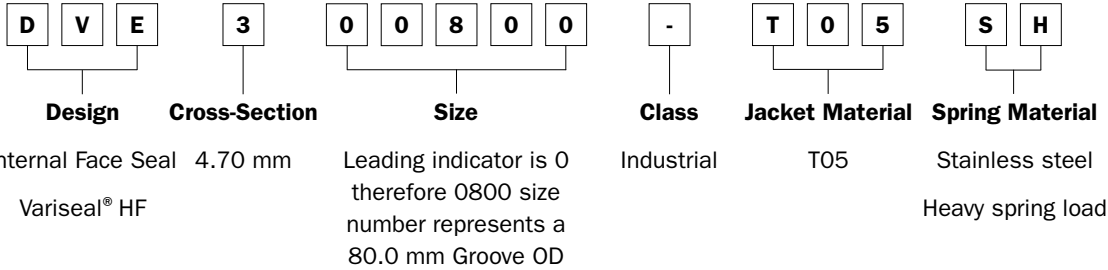 D V E 3 0 0 8 0 0 - T 0 5 S H
Design Cross-Section Size Class Jacket Material Spring Material
nternal Face Seal 4.70 mm Leading indicator is 0 Industrial T05 Stainless steel
therefore 0800 size
Variseal® HF Heavy spring load
number represents a
80.0 mm Groove OD